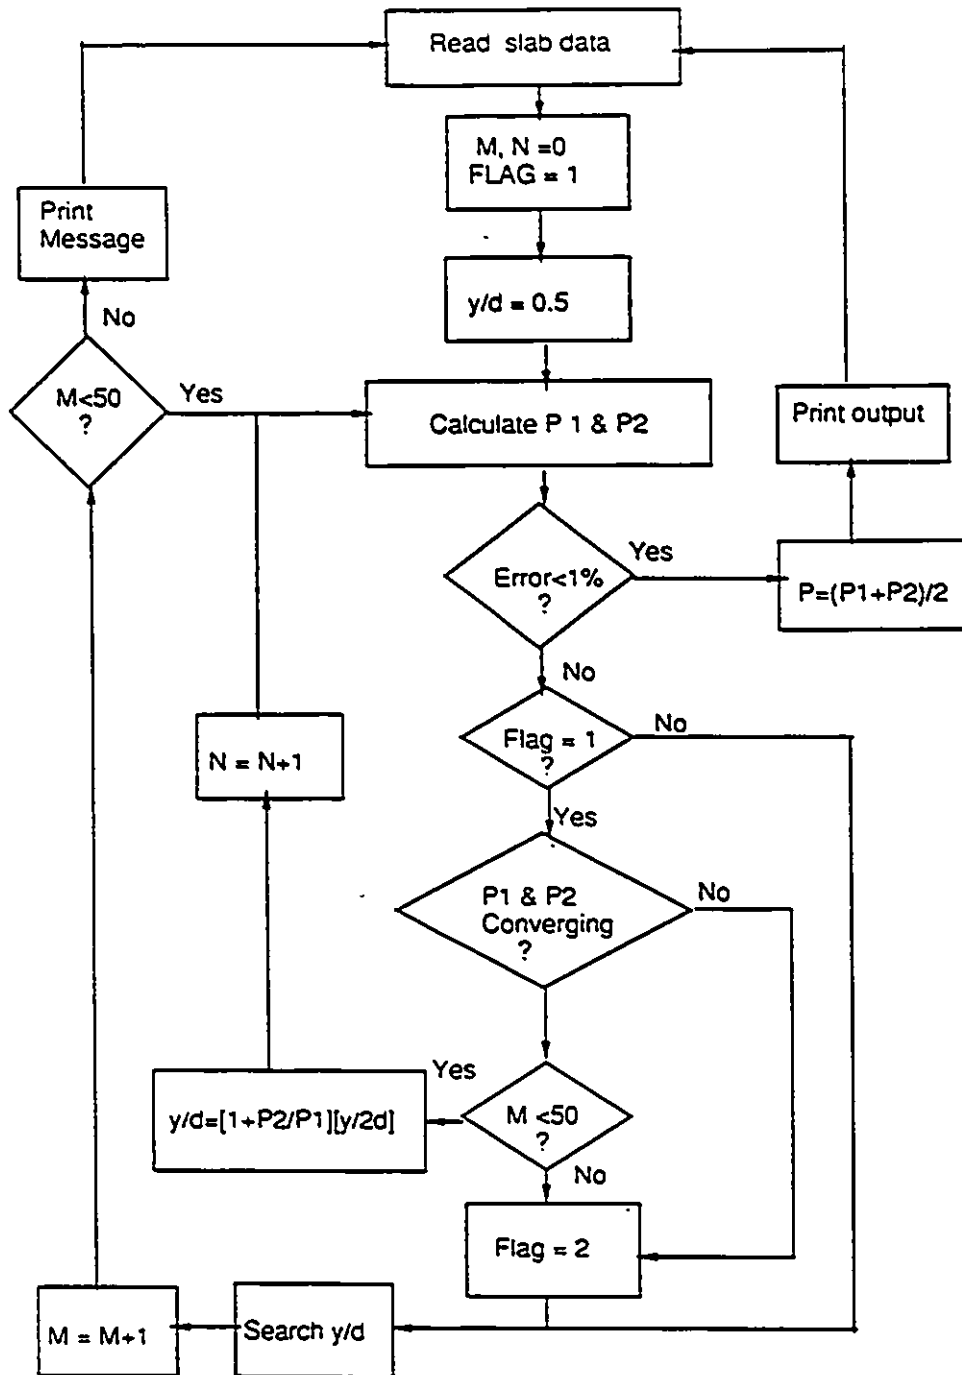 Read slab data
M, N =0
FLAG = 1
Print
Message
y/d = 0.5
No
M<50
?
Yes
Calculate P 1 & P2
Print output
Error<1%
?
Yes
P=(P1+P2)/2
No
Flag = 1
?
No
N = N+1
Yes
P1 & P2
Converging
?
No
Yes
y/d=[1+P2/P1][y/2d]
M <50
?
No
Flag = 2
M = M+1
Search y/d